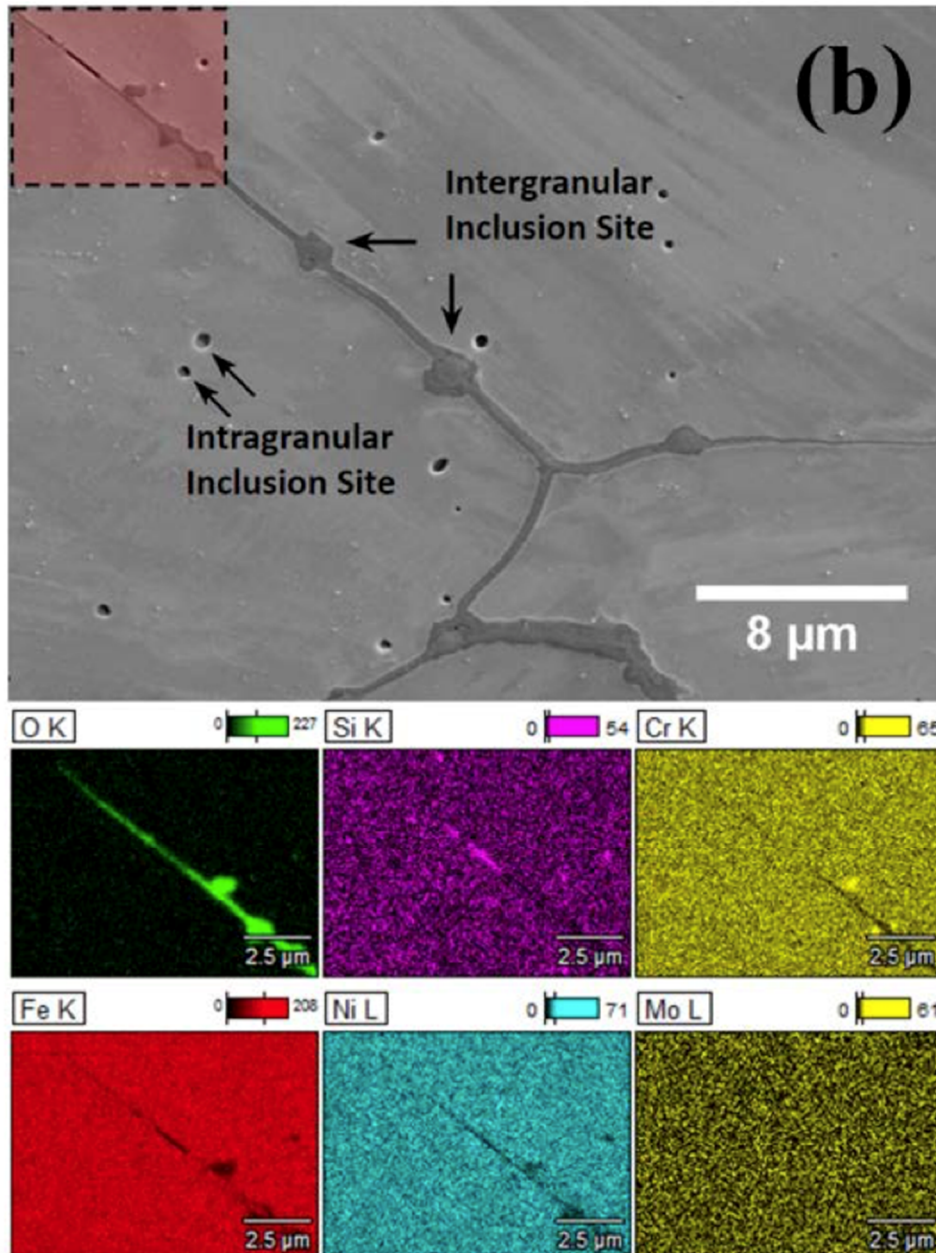 (b)
Intergranular
Inclusion Site
Intragranular
Inclusion Site
8 µm
O K 0 227
Si K 0 54
Cr K 0 65
2.5 µm
2.5 µm
2.5 µm
Fe K 0 208
Ni L 0 71
Mo L 0 61
2.5 µm
2.5 µm
2.5 µm